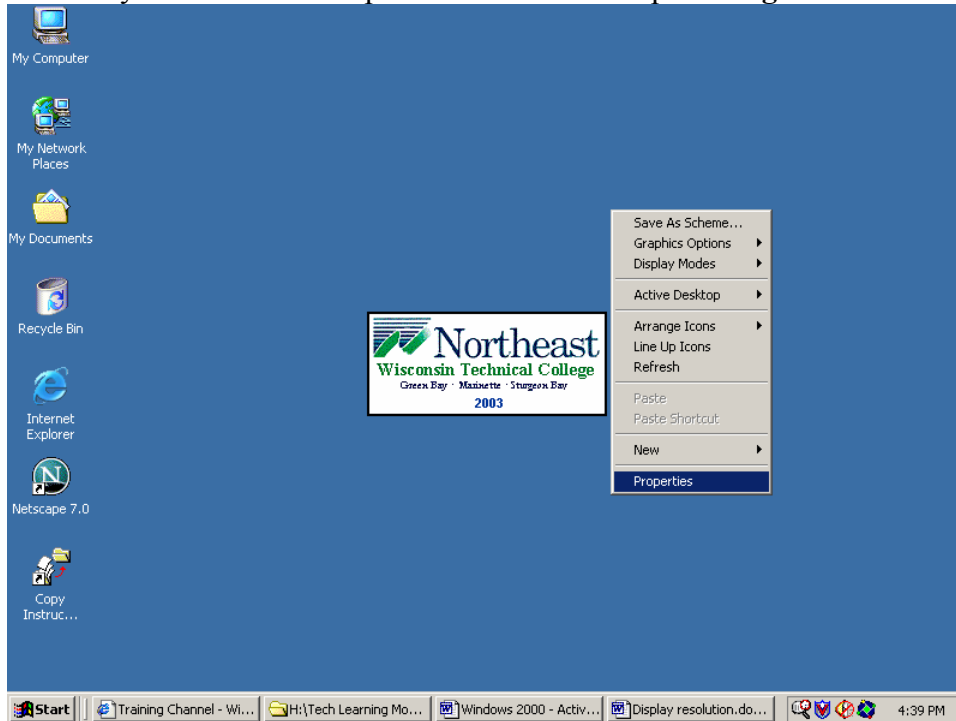 My Computer
My Network
Places
My Documents
Recycle Bin
Internet
Explorer
Netscape 7.0
Copy
Instruc...
Northeast
Wisconsin Technical College
Green Bay · Marinette · Sturgeon Bay
2003
Save As Scheme...
Graphics Options
Display Modes
Active Desktop
Arrange Icons
Line Up Icons
Refresh
Paste
Paste Shortcut
New
Properties
Start
Training Channel - Wi...
H:\Tech Learning Mo...
Windows 2000 - Activ...
Display resolution.do...
4:39 PM